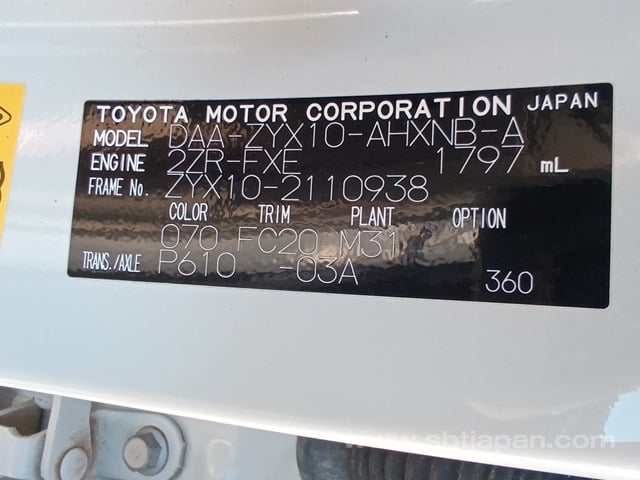 TOYOTA MOTOR CORPORATION JAPAN
MODEL DAA-ZYX10-AHXNB-A
ENGINE 2ZR-FXE 1797 mL
FRAME No. ZYX10-2110938
COLOR TRIM PLANT OPTION
070 FC20 M31
TRANS./AXLE P610 -03A 360
www.sbtjapan.com